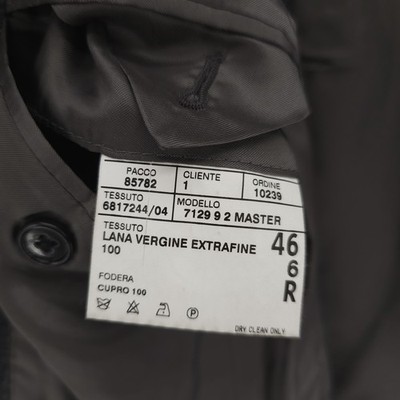 PACCO
85782
CLIENTE
1
ORDINE
10239
TESSUTO
6817244/04
MODELLO
7129 9 2 MASTER
TESSUTO
LANA VERGINE EXTRAFINE
100
46
6
R
FODERA
CUPRO 100
P
DRY CLEAN ONLY